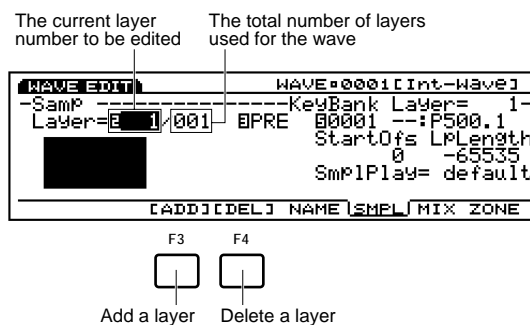 The current layer number to be edited
The total number of layers used for the wave
WAVE EDIT WAVE:0001[Int-Wave]
Samp KeyBank Layer= 1-
Layer= 1/001 PRE 0001 --:P500.1
StartOfs LpLength
0 -65535
SmplPlay= default
[ADD][DEL] NAME SMPL MIX ZONE
F3 F4
Add a layer Delete a layer